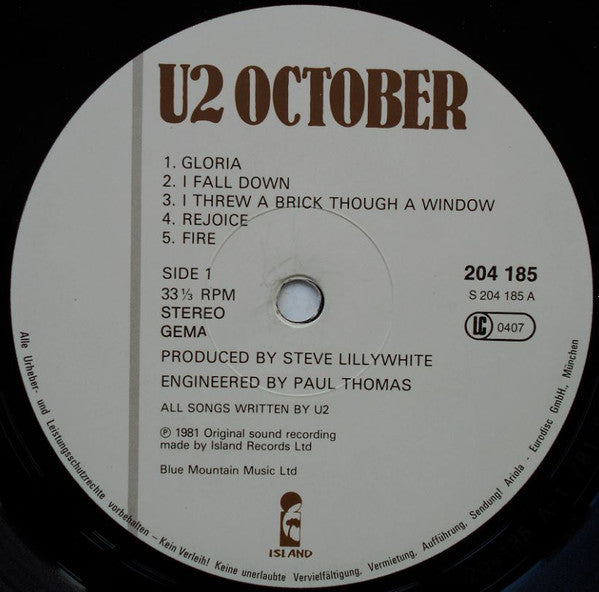 U2 OCTOBER
1. GLORIA
2. I FALL DOWN
3. I THREW A BRICK THOUGH A WINDOW
4. REJOICE
5. FIRE
SIDE 1
33⅓ RPM
STEREO
GEMA
204 185
S 204 185 A
LC 0407
PRODUCED BY STEVE LILLYWHITE
ENGINEERED BY PAUL THOMAS
ALL SONGS WRITTEN BY U2
℗ 1981 Original sound recording
made by Island Records Ltd
Blue Mountain Music Ltd
ISLAND
Alle Urheber- und Leistungsschutzrechte vorbehalten – Kein Verleih! Keine unerlaubte Vervielfältigung, Vermietung, Aufführung, Sendung! Ariola - Eurodisc GmbH., München